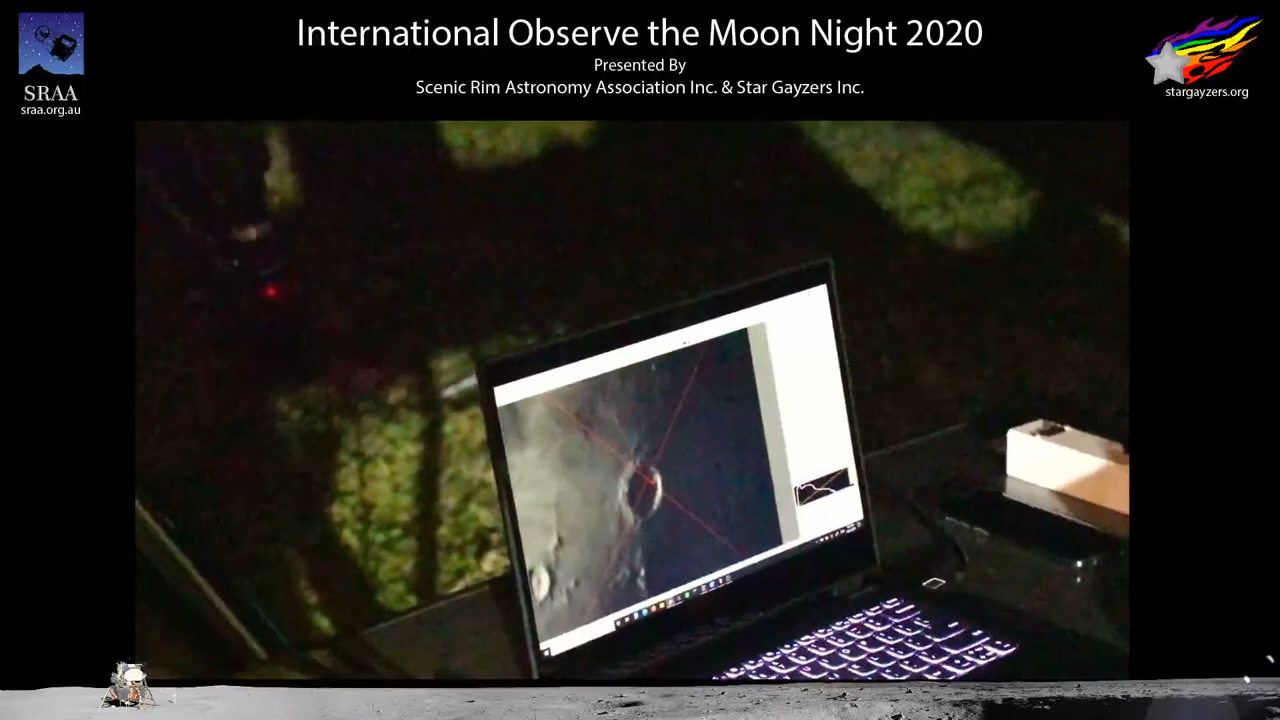 International Observe the Moon Night 2020
Presented By
Scenic Rim Astronomy Association Inc. & Star Gayzers Inc.
SRAA
sraa.org.au
stargayzers.org